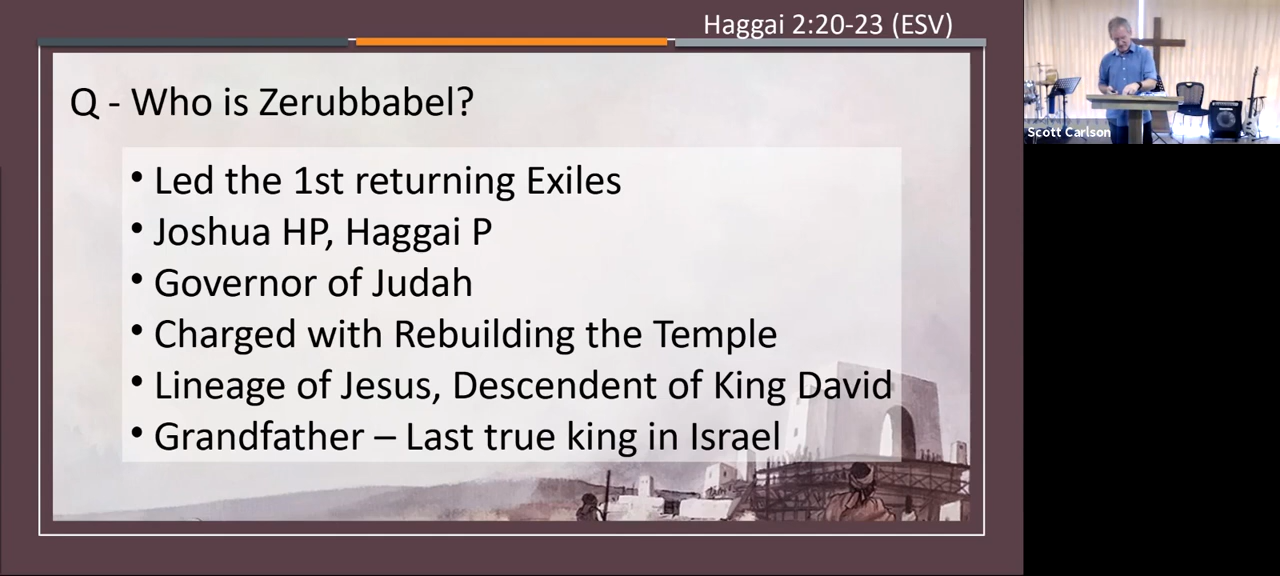 Haggai 2:20-23 (ESV)
Q - Who is Zerubbabel?
• Led the 1st returning Exiles
• Joshua HP, Haggai P
• Governor of Judah
• Charged with Rebuilding the Temple
• Lineage of Jesus, Descendent of King David
• Grandfather – Last true king in Israel
Scott Carlson